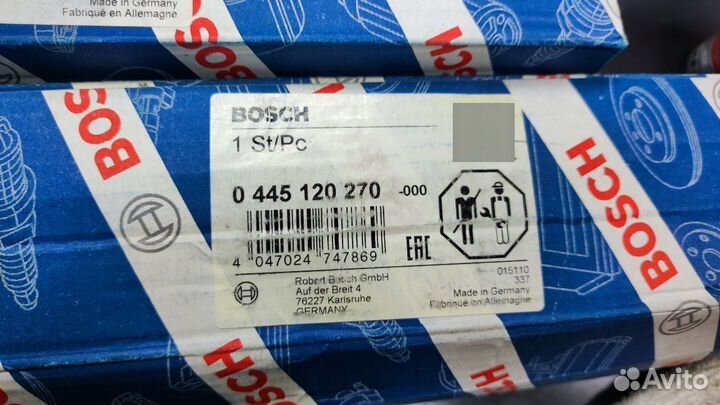 Made in Germany
Fabriqué en Allemagne
BOSCH
BOSCH
BOSCH
BOSCH
1 St/Pc
0 445 120 270 -000
4 047024 747869
EAC
Robert Bosch GmbH
Auf der Breit 4
76227 Karlsruhe
GERMANY
015110
337
Made in Germany
Fabriqué en Allemagne
BOSCH
BOSCH
Avito